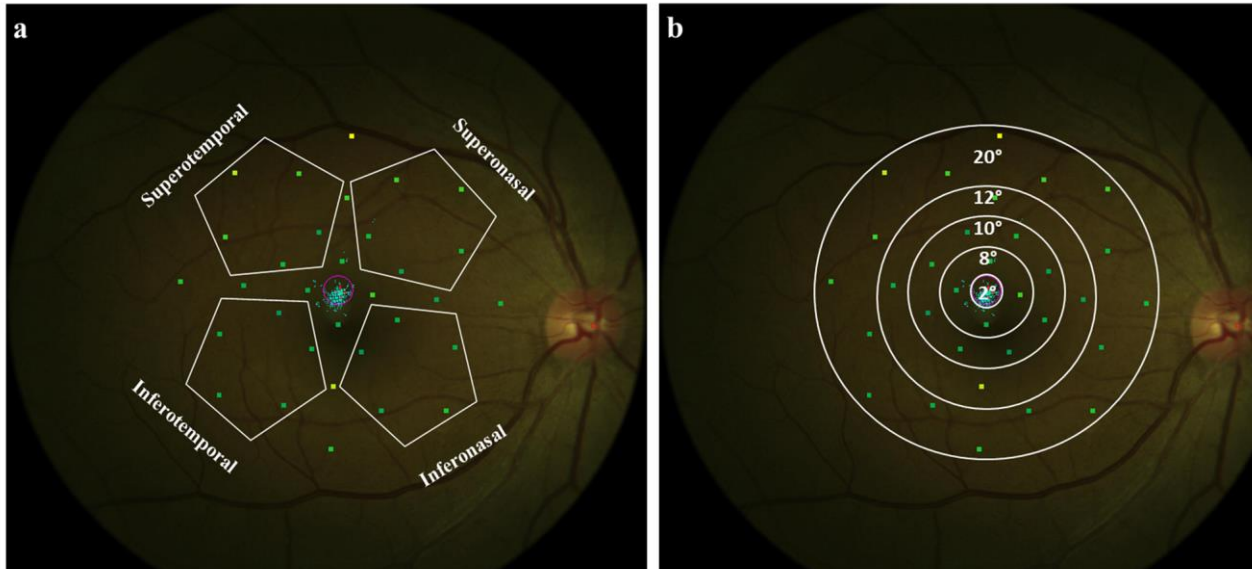 a
Superotemporal
Superonasal
Inferotemporal
Inferonasal
b
20°
12°
10°
8°
2°